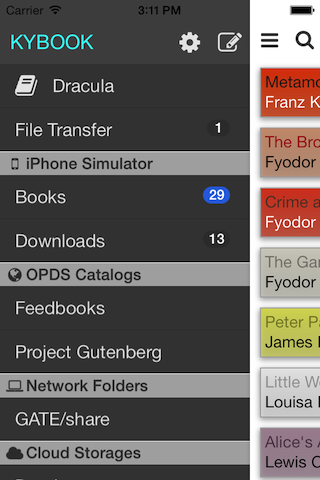 Carrier 3:11 PM
KYBOOK
Dracula
File Transfer 1
iPhone Simulator
Books 29
Downloads 13
OPDS Catalogs
Feedbooks
Project Gutenberg
Network Folders
GATE/share
Cloud Storages
Metamo
Franz K
The Bro
Fyodor
Crime a
Fyodor
The Gar
Fyodor
Peter Pa
James
Little W
Louisa
Alice's
Lewis C